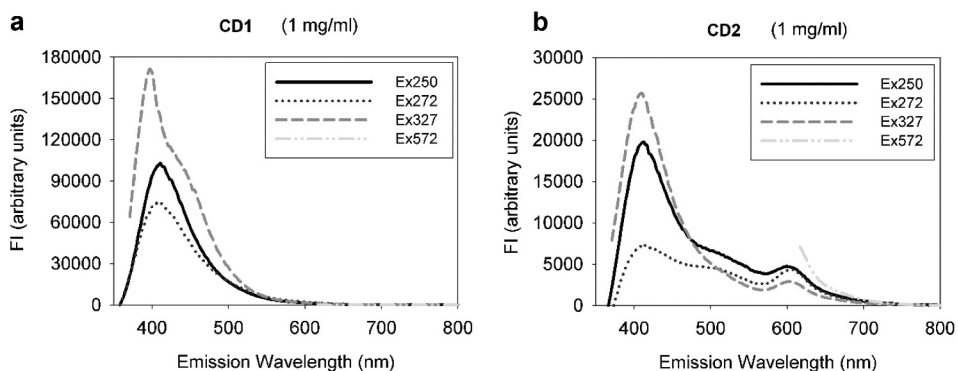 a
CD1 (1 mg/ml)
FI (arbitrary units)
180000
150000
120000
90000
60000
30000
0
Ex250
Ex272
Ex327
Ex572
400 500 600 700 800
Emission Wavelength (nm)
b
CD2 (1 mg/ml)
FI (arbitrary units)
30000
25000
20000
15000
10000
5000
0
Ex250
Ex272
Ex327
Ex572
400 500 600 700 800
Emission Wavelength (nm)